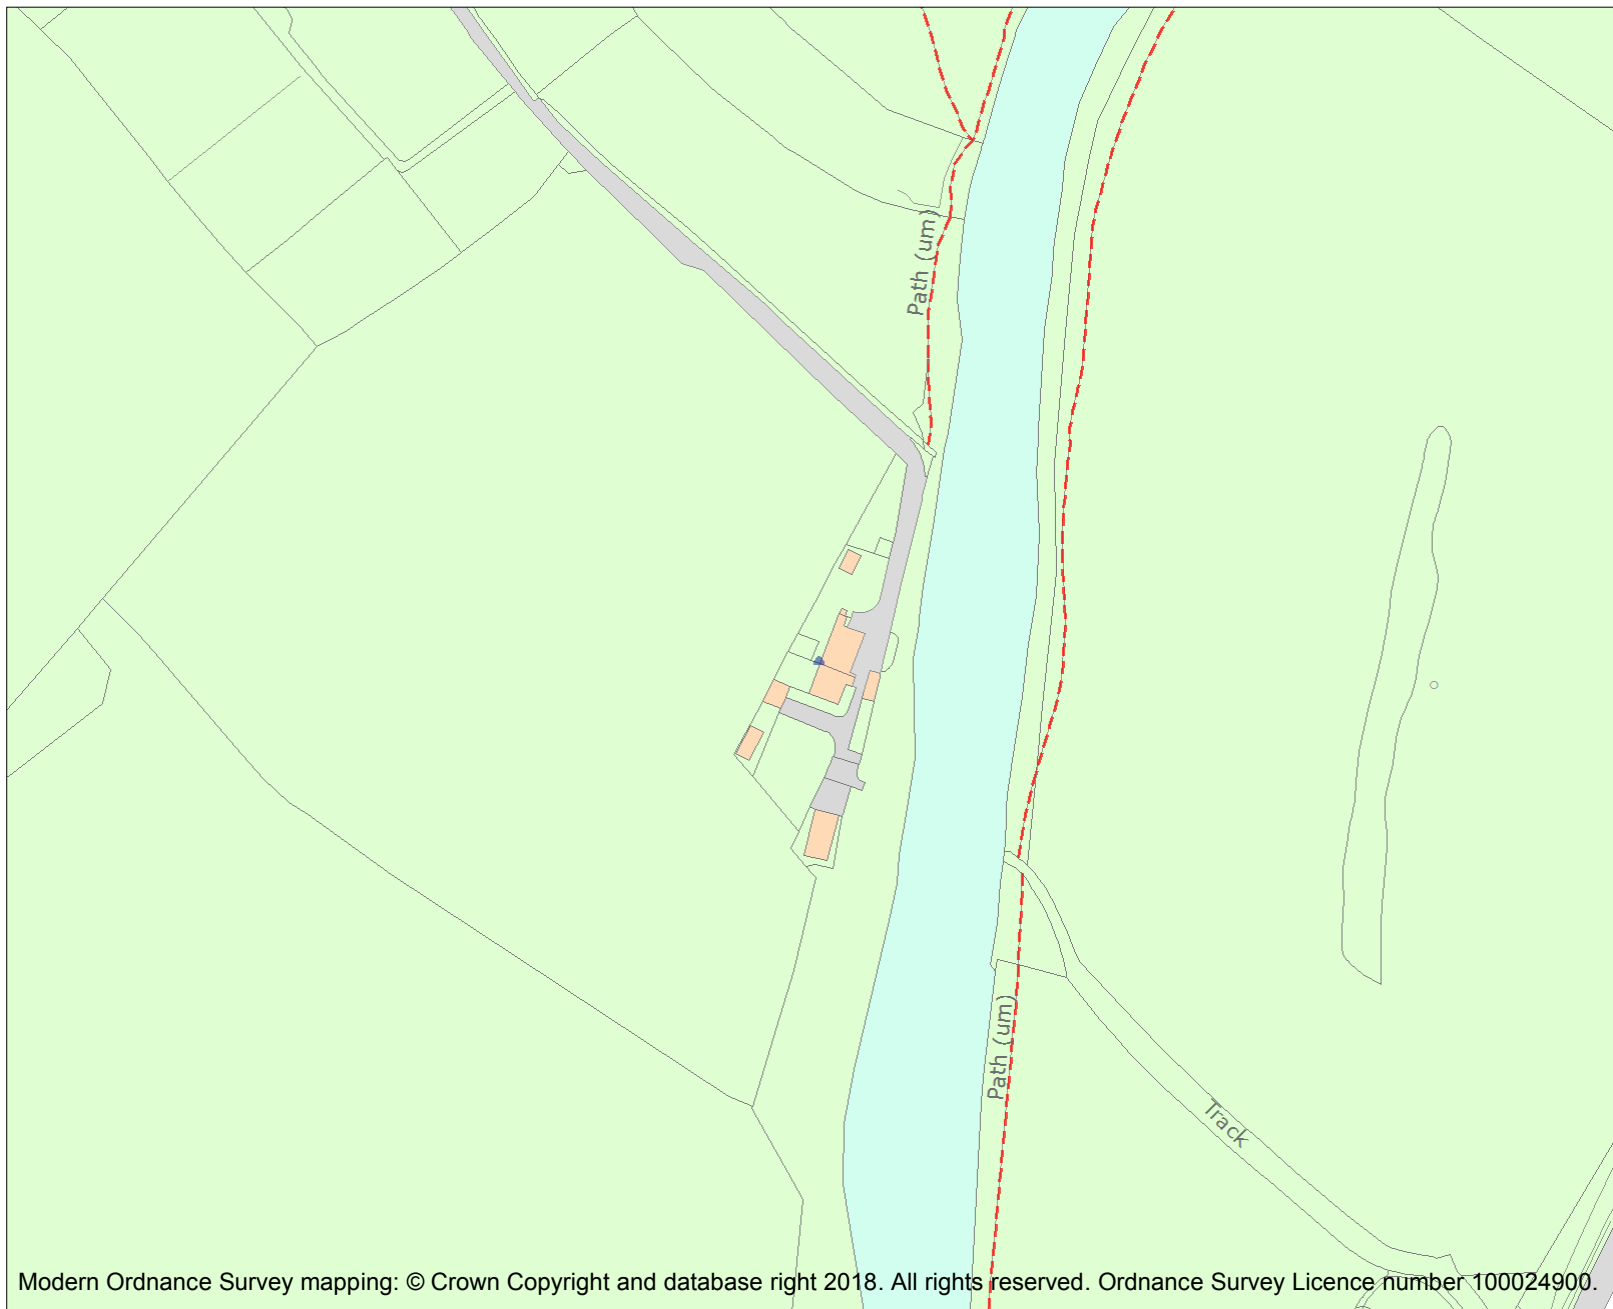 Path (um)
Path (um)
Track
Modern Ordnance Survey mapping: © Crown Copyright and database right 2018. All rights reserved. Ordnance Survey Licence number 100024900.